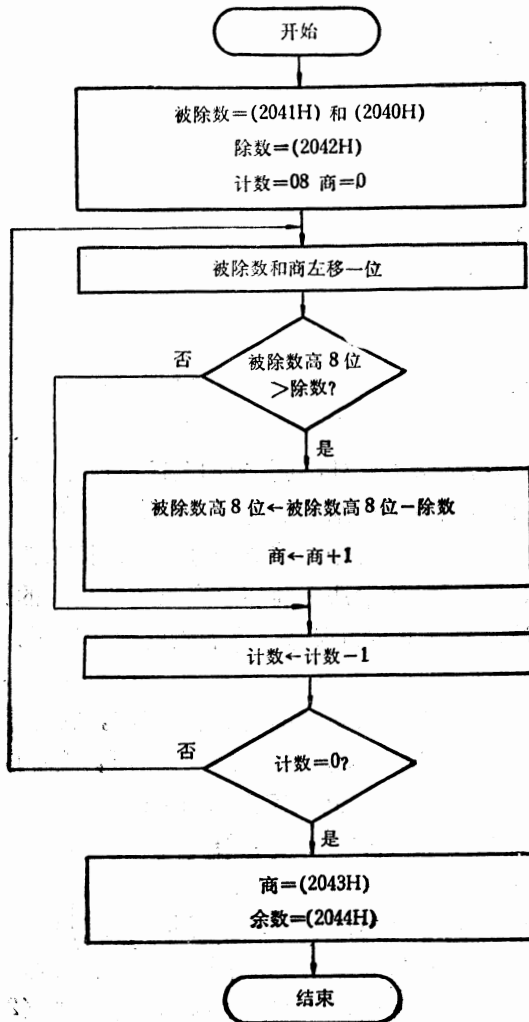 开始
被除数=(2041H) 和 (2040H)
除数=(2042H)
计数=08 商=0
被除数和商左移一位
否
被除数高 8 位
>除数?
是
被除数高 8 位←被除数高 8 位-除数
商←商+1
计数←计数-1
否
计数=0?
是
商=(2043H)
余数=(2044H)
结束